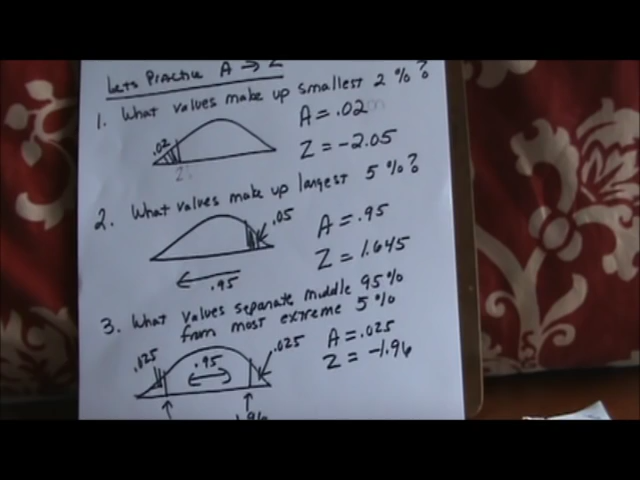 Lets Practice A → Z
1. What values make up smallest 2 % ?
.02
A = .02
Z = -2.05
2. What values make up largest 5 % ?
.05
A = .95
Z = 1.645
.95
3. What values separate middle 95%
from most extreme 5 %
.025
.95
.025
A = .025
Z = -1.96